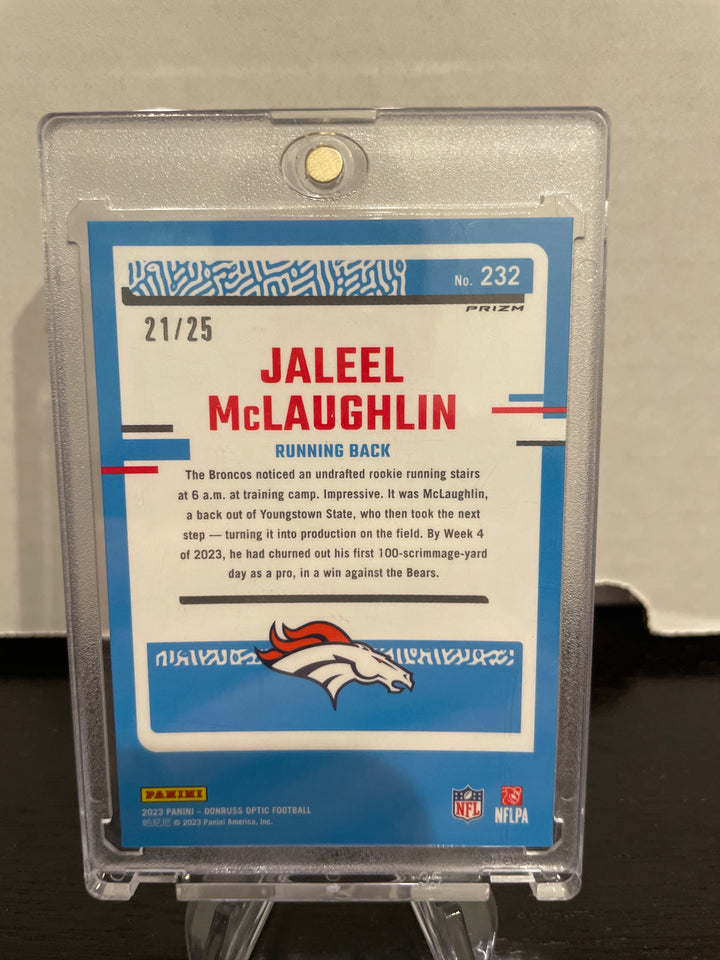 No. 232
PRIZM
21/25
JALEEL
McLAUGHLIN
RUNNING BACK
The Broncos noticed an undrafted rookie running stairs
at 6 a.m. at training camp. Impressive. It was McLaughlin,
a back out of Youngstown State, who then took the next
step — turning it into production on the field. By Week 4
of 2023, he had churned out his first 100-scrimmage-yard
day as a pro, in a win against the Bears.
PANINI
2023 PANINI – DONRUSS OPTIC FOOTBALL
© 2023 Panini America, Inc.
NFL
NFLPA